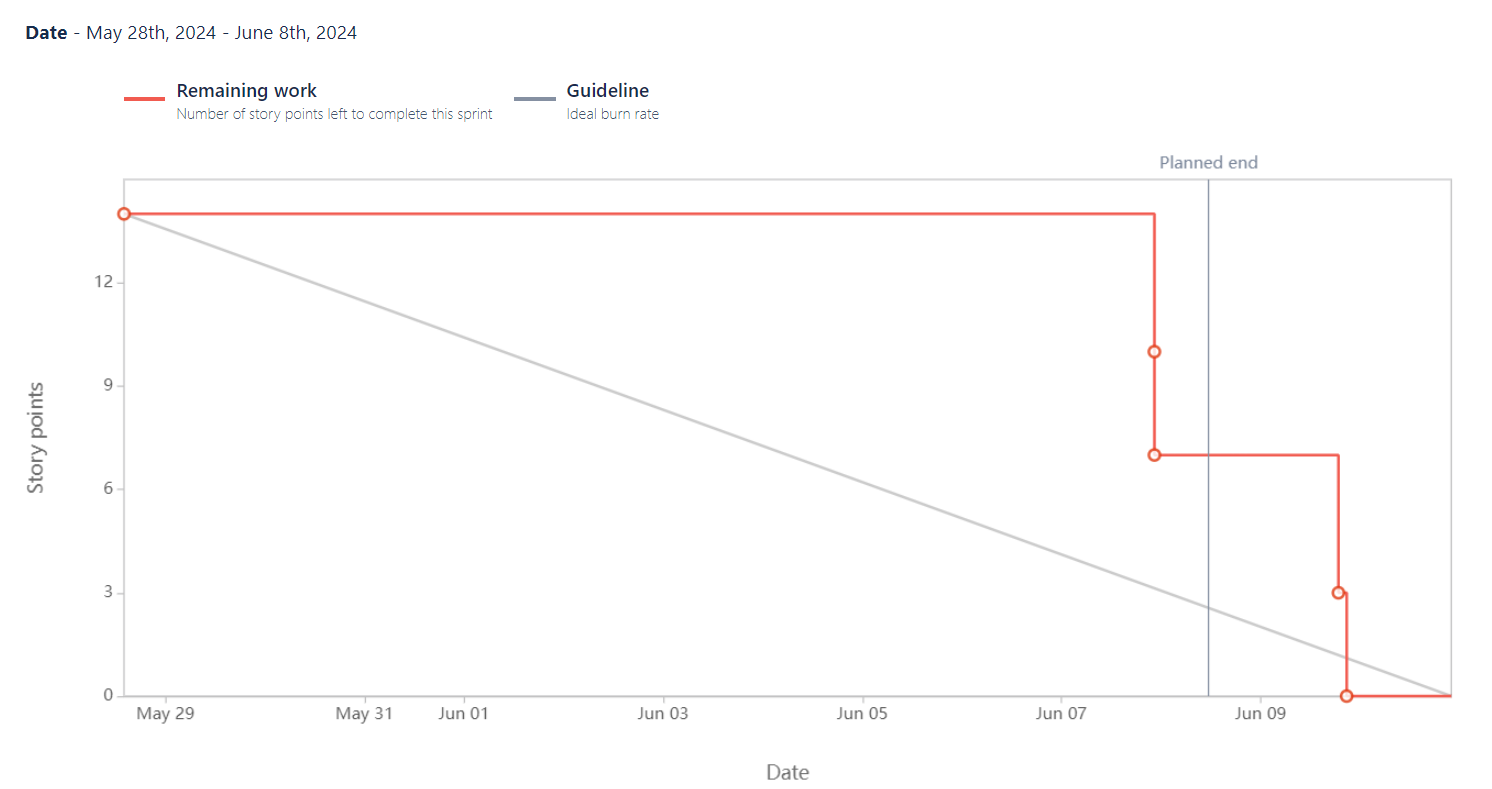 Date - May 28th, 2024 - June 8th, 2024
Remaining work
Number of story points left to complete this sprint
Guideline
Ideal burn rate
Planned end
12
9
6
3
0
Story points
May 29
May 31
Jun 01
Jun 03
Jun 05
Jun 07
Jun 09
Date